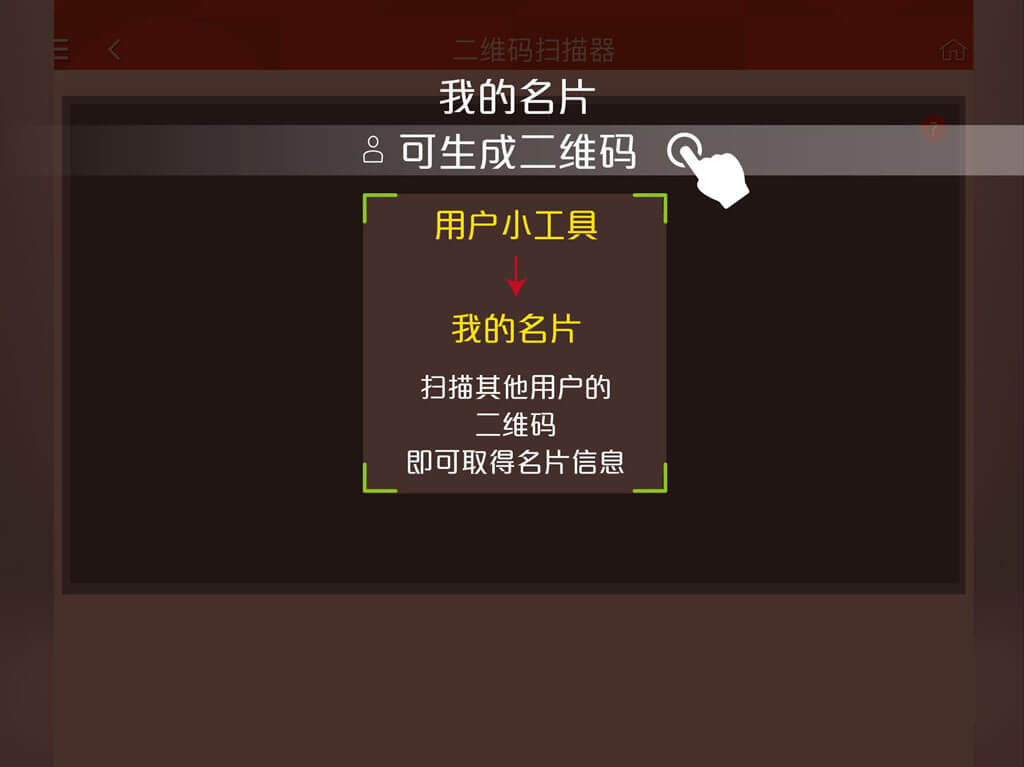 二维码扫描器
我的名片
可生成二维码
?
用户小工具
我的名片
扫描其他用户的
二维码
即可取得名片信息